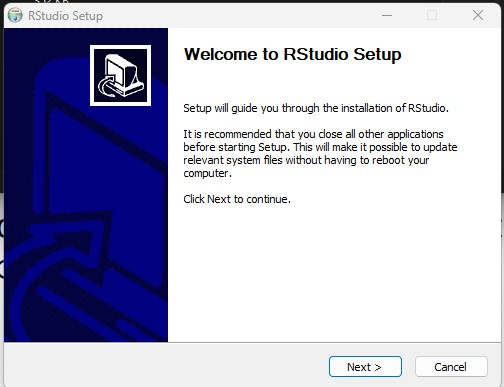 RStudio Setup
Welcome to RStudio Setup
Setup will guide you through the installation of RStudio.
It is recommended that you close all other applications
before starting Setup. This will make it possible to update
relevant system files without having to reboot your
computer.
Click Next to continue.
Next >
Cancel